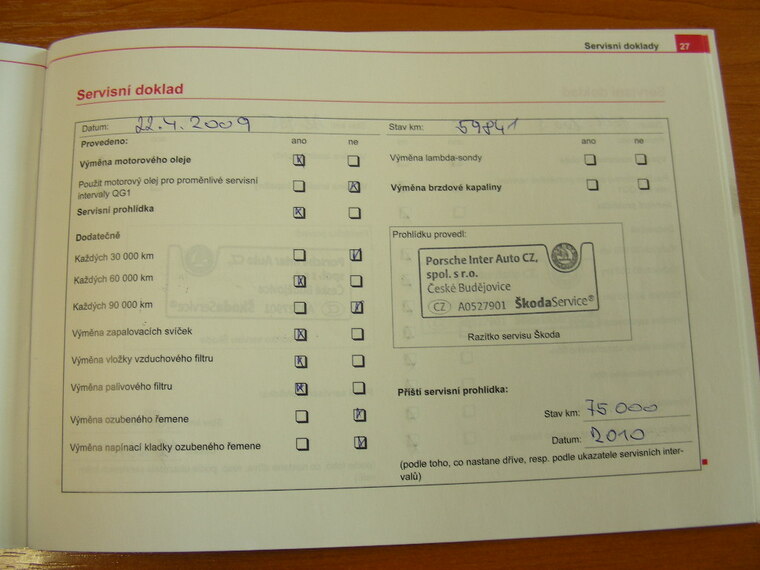 Servisní doklady 27
Servisní doklad
Datum: 22.4.2009
Stav km: 59841
Provedeno: ano ne
ano ne
Výměna motorového oleje
Použit motorový olej pro proměnlivé servisní
intervaly QG1
Servisní prohlídka
Dodatečně
Každých 30 000 km
Každých 60 000 km
Každých 90 000 km
Výměna zapalovacích svíček
Výměna vložky vzduchového filtru
Výměna palivového filtru
Výměna ozubeného řemene
Výměna napínací kladky ozubeného řemene
Výměna lambda-sondy
Výměna brzdové kapaliny
Prohlídku provedl:
Porsche Inter Auto CZ,
spol. s r.o.
České Budějovice
CZ A0527901 ŠkodaService®
Razítko servisu Škoda
Příští servisní prohlídka:
Stav km: 75 000
Datum: 2010
(podle toho, co nastane dříve, resp. podle ukazatele servisních inter-
valů)